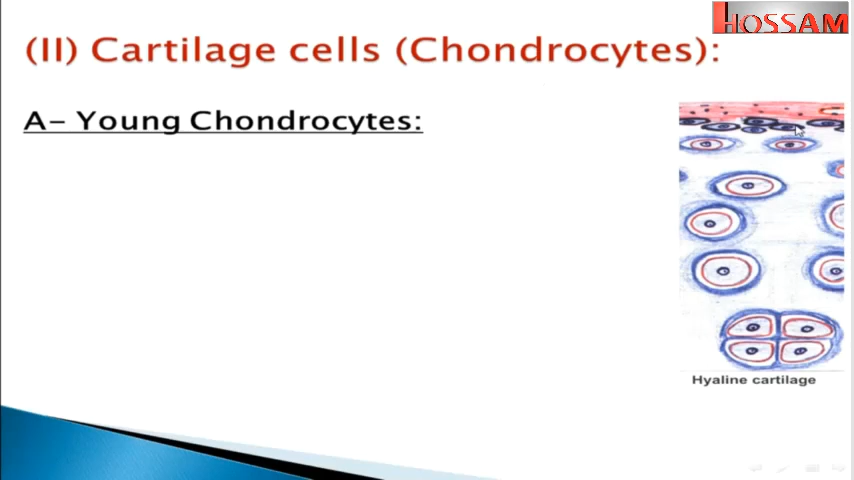 HOSSAM
(II) Cartilage cells (Chondrocytes):
A- Young Chondrocytes:
Hyaline cartilage